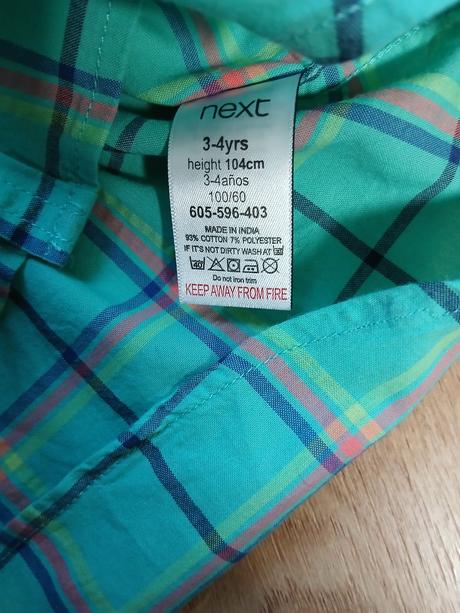 next
3-4yrs
height 104cm
3-4años
100/60
605-596-403
MADE IN INDIA
93% COTTON 7% POLYESTER
IF IT'S NOT DIRTY WASH AT
Do not iron trim
KEEP AWAY FROM FIRE